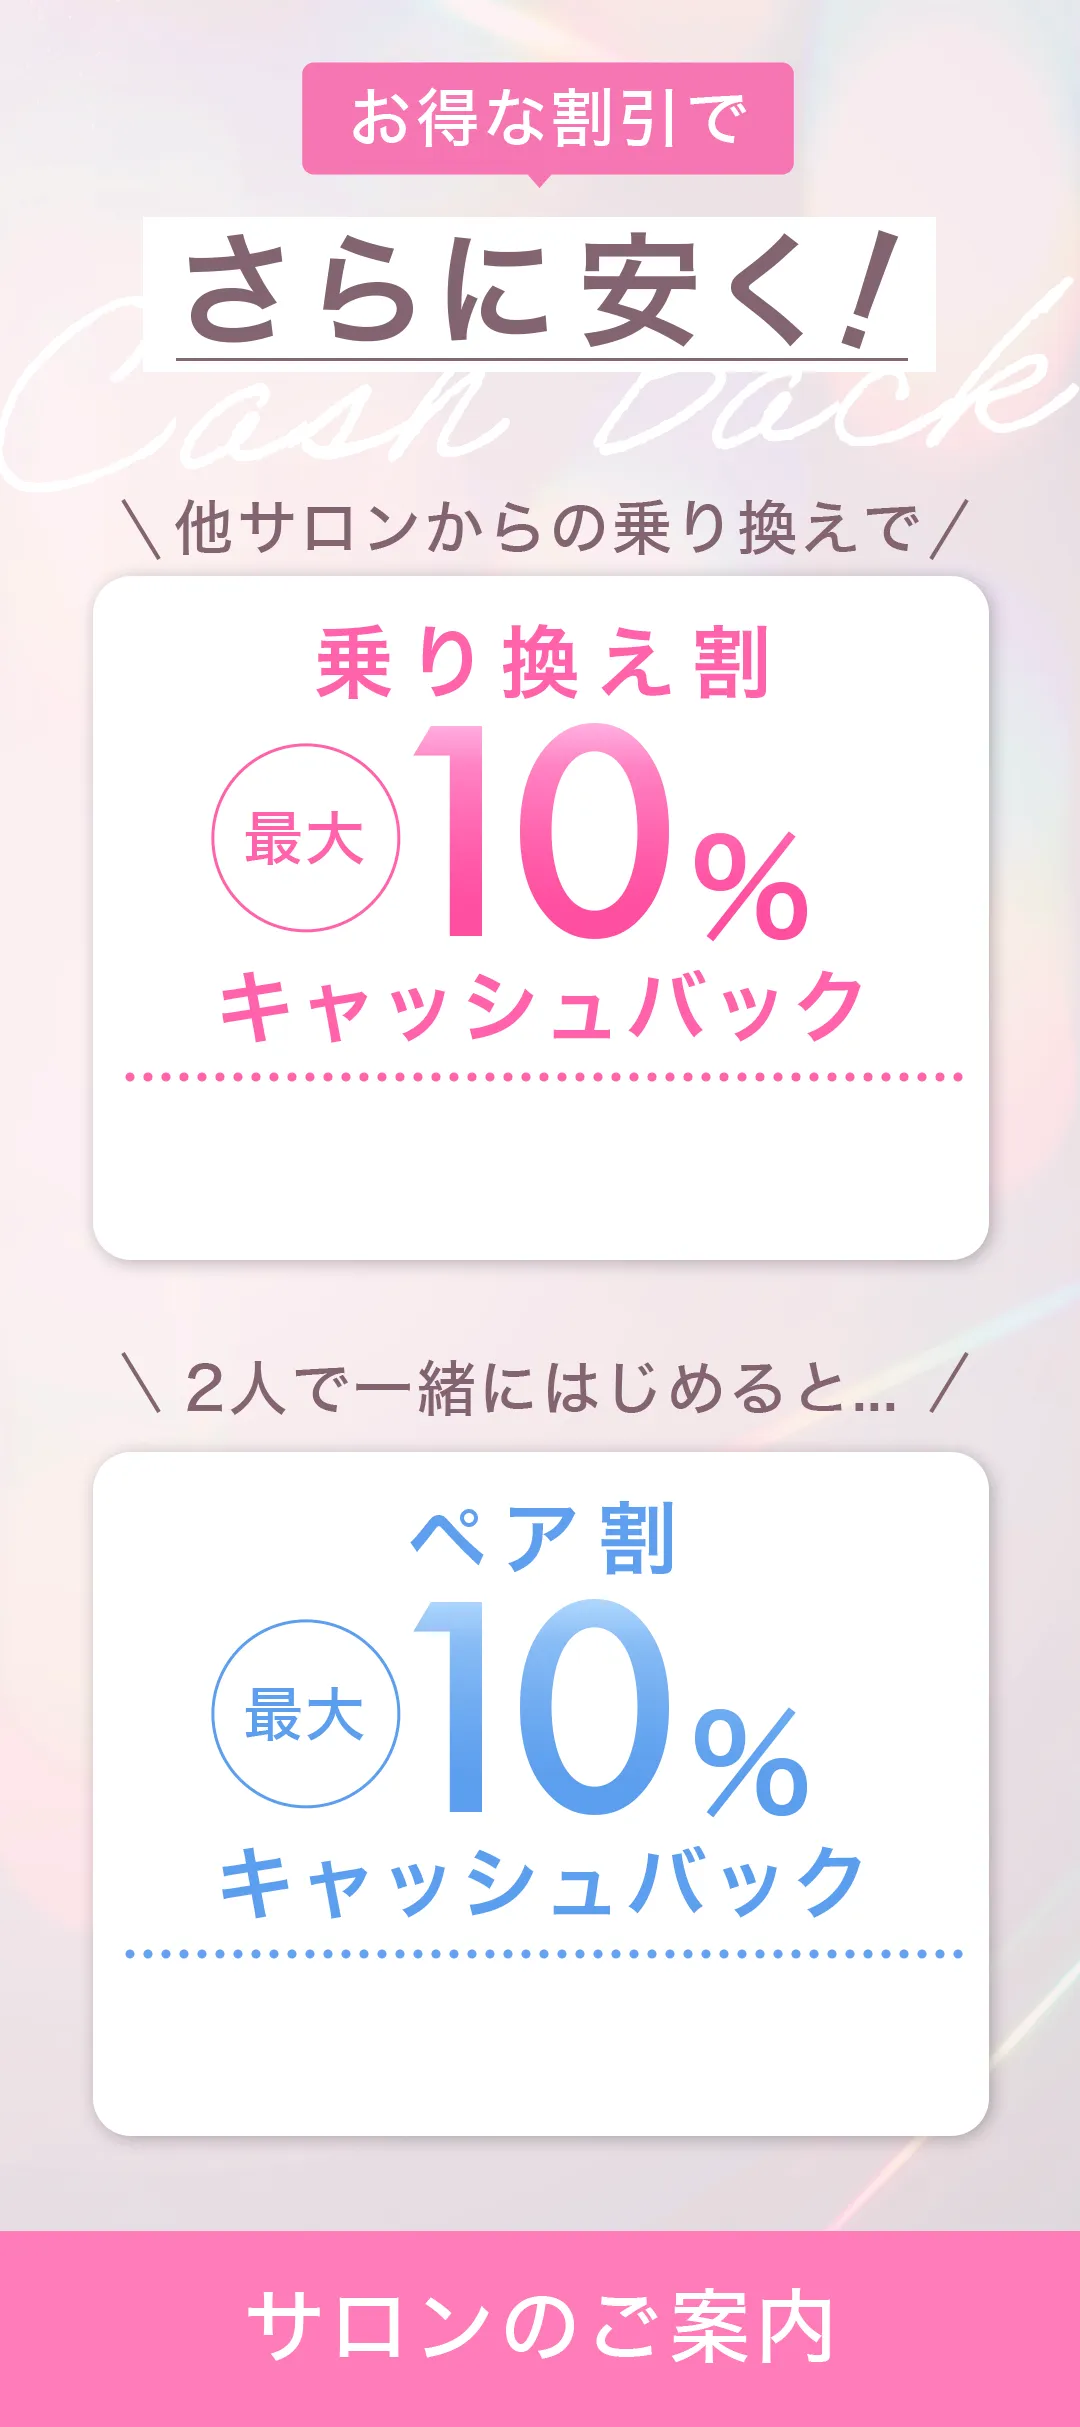 お得な割引で
さらに安く!
Cash back
他サロンからの乗り換えで
乗り換え割
最大
10%
キャッシュバック
2人で一緒にはじめると...
ペア割
最大
10%
キャッシュバック
サロンのご案内